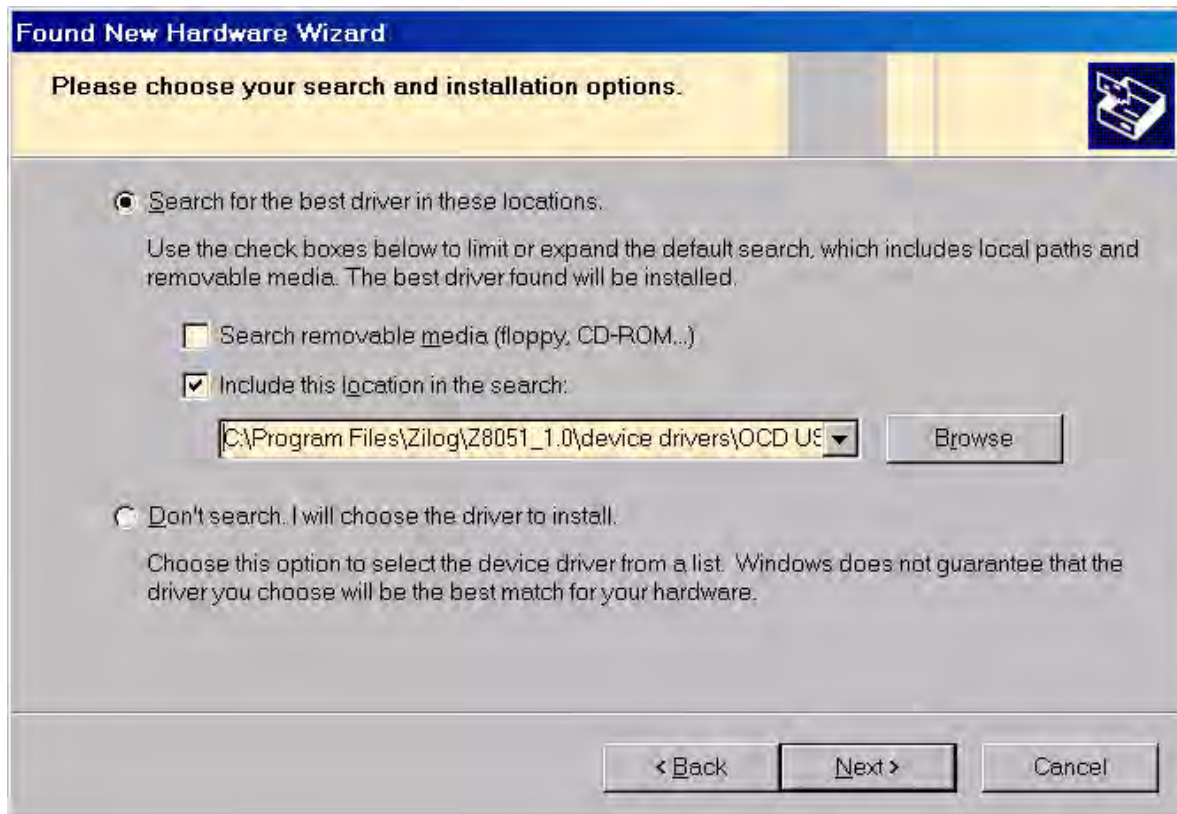 Found New Hardware Wizard
Please choose your search and installation options.
Search for the best driver in these locations.
Use the check boxes below to limit or expand the default search, which includes local paths and
removable media. The best driver found will be installed.
Search removable media (floppy, CD-ROM...)
Include this location in the search:
C:\Program Files\Zilog\Z8051_1.0\device drivers\OCD US
Browse
Don't search. I will choose the driver to install.
Choose this option to select the device driver from a list. Windows does not guarantee that the
driver you choose will be the best match for your hardware.
< Back Next > Cancel